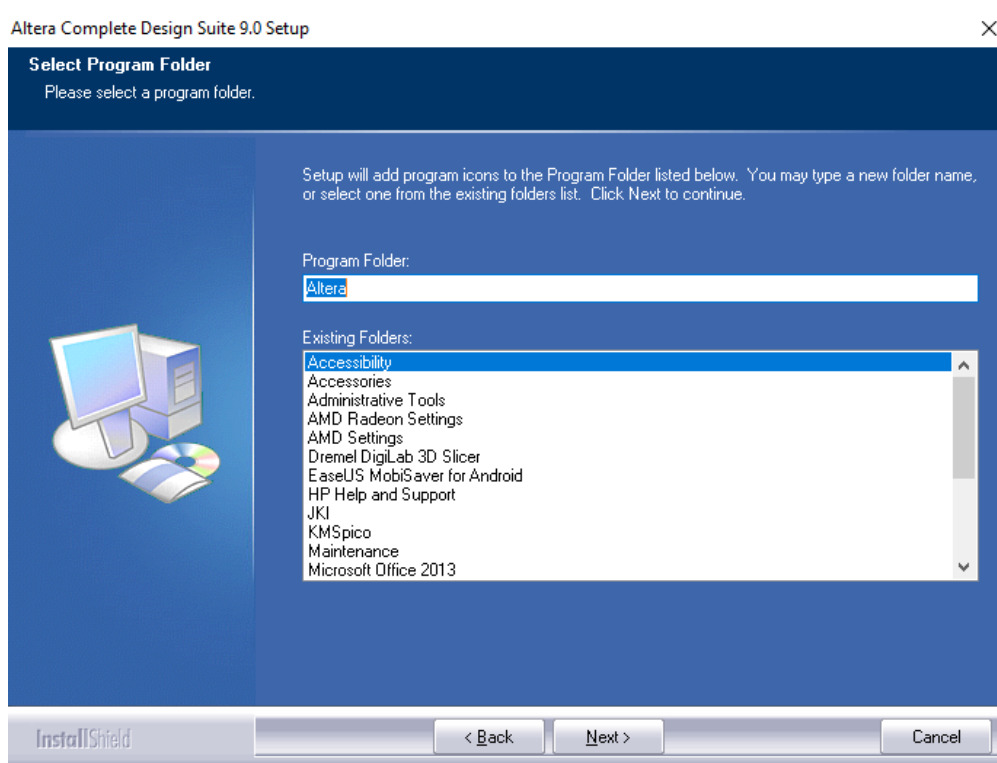 Altera Complete Design Suite 9.0 Setup
Select Program Folder
Please select a program folder.
Setup will add program icons to the Program Folder listed below. You may type a new folder name,
or select one from the existing folders list. Click Next to continue.
Program Folder:
Altera
Existing Folders:
Accessibility
Accessories
Administrative Tools
AMD Radeon Settings
AMD Settings
Dremel DigiLab 3D Slicer
EaseUS MobiSaver for Android
HP Help and Support
JKI
KMSpico
Maintenance
Microsoft Office 2013
InstallShield
< Back
Next >
Cancel